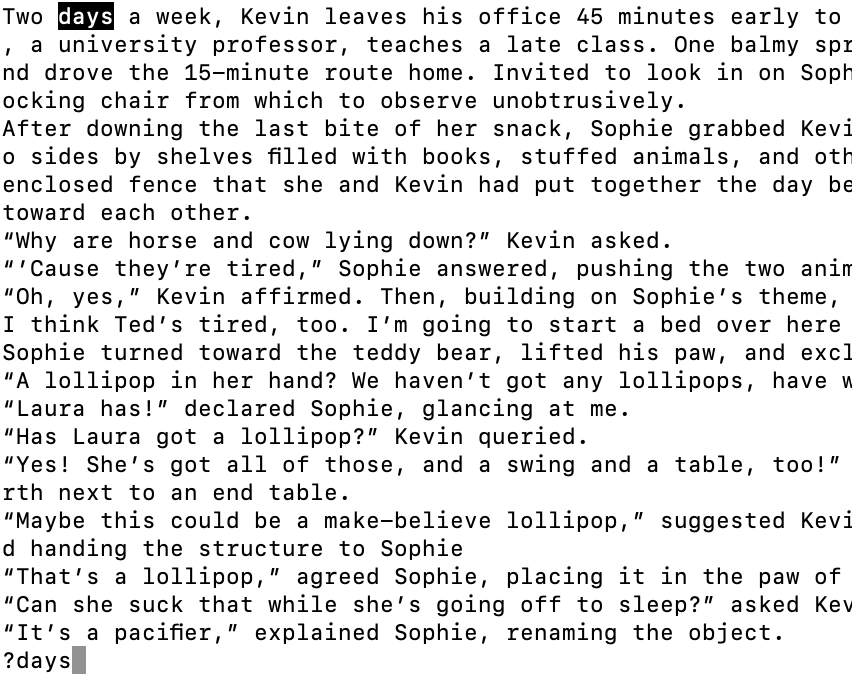 Two days a week, Kevin leaves his office 45 minutes early to
, a university professor, teaches a late class. One balmy spr
nd drove the 15–minute route home. Invited to look in on Soph
ocking chair from which to observe unobtrusively.
After downing the last bite of her snack, Sophie grabbed Kevi
o sides by shelves filled with books, stuffed animals, and oth
enclosed fence that she and Kevin had put together the day be
toward each other.
“Why are horse and cow lying down?” Kevin asked.
“’Cause they’re tired,” Sophie answered, pushing the two anim
“Oh, yes,” Kevin affirmed. Then, building on Sophie’s theme,
I think Ted’s tired, too. I’m going to start a bed over here
Sophie turned toward the teddy bear, lifted his paw, and excl
“A lollipop in her hand? We haven’t got any lollipops, have w
“Laura has!” declared Sophie, glancing at me.
“Has Laura got a lollipop?” Kevin queried.
“Yes! She’s got all of those, and a swing and a table, too!”
rth next to an end table.
“Maybe this could be a make–believe lollipop,” suggested Kevi
d handing the structure to Sophie
“That’s a lollipop,” agreed Sophie, placing it in the paw of
“Can she suck that while she’s going off to sleep?” asked Kev
“It’s a pacifier,” explained Sophie, renaming the object.
?days